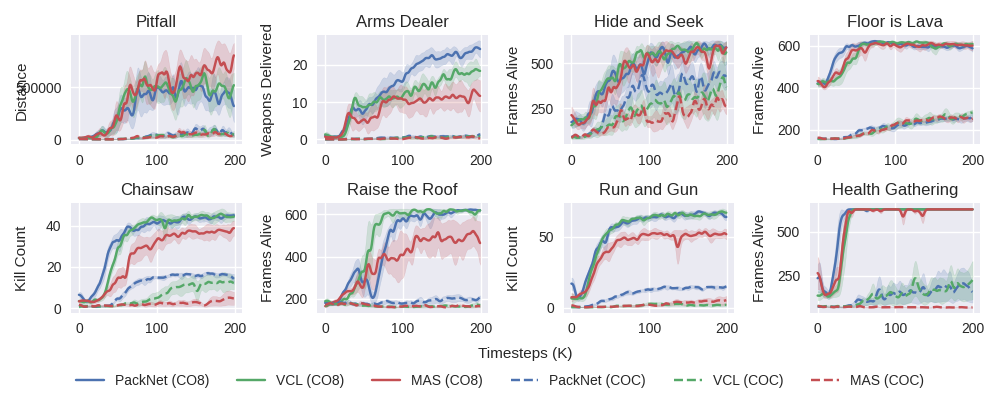 Pitfall
Arms Dealer
Hide and Seek
Floor is Lava
Distance
Weapons Delivered
Frames Alive
Frames Alive
0
0
10
20
250
500
200
400
600
0 100 200
0 100 200
0 100 200
0 100 200
Chainsaw
Raise the Roof
Run and Gun
Health Gathering
Kill Count
Frames Alive
Kill Count
Frames Alive
40
20
0
600
400
200
50
0
500
250
0 100 200
0 100 200
0 100 200
0 100 200
Timesteps (K)
PackNet (CO8) VCL (CO8) MAS (CO8) PackNet (COC) VCL (COC) MAS (COC)